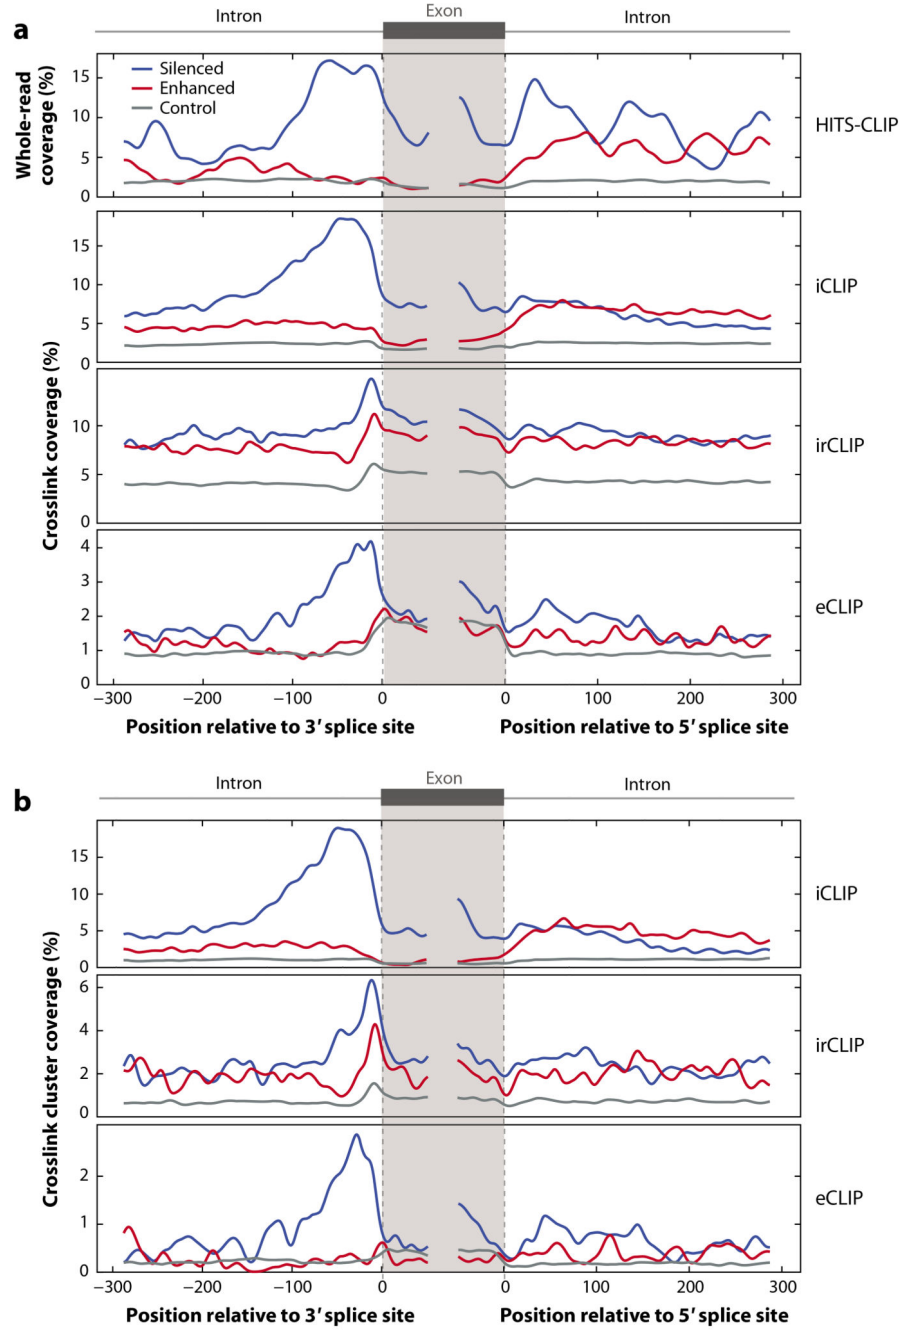 a
Intron
Exon
Intron
Whole-read
coverage (%)
15
10
5
0
Silenced
Enhanced
Control
HITS-CLIP
Crosslink coverage (%)
15
10
5
0
iCLIP
10
5
0
irCLIP
4
3
2
1
0
eCLIP
−300
−200
−100
0
0
100
200
300
Position relative to 3′ splice site
Position relative to 5′ splice site
b
Intron
Exon
Intron
Crosslink cluster coverage (%)
15
10
5
0
iCLIP
6
4
2
0
irCLIP
2
1
0
eCLIP
−300
−200
−100
0
0
100
200
300
Position relative to 3′ splice site
Position relative to 5′ splice site